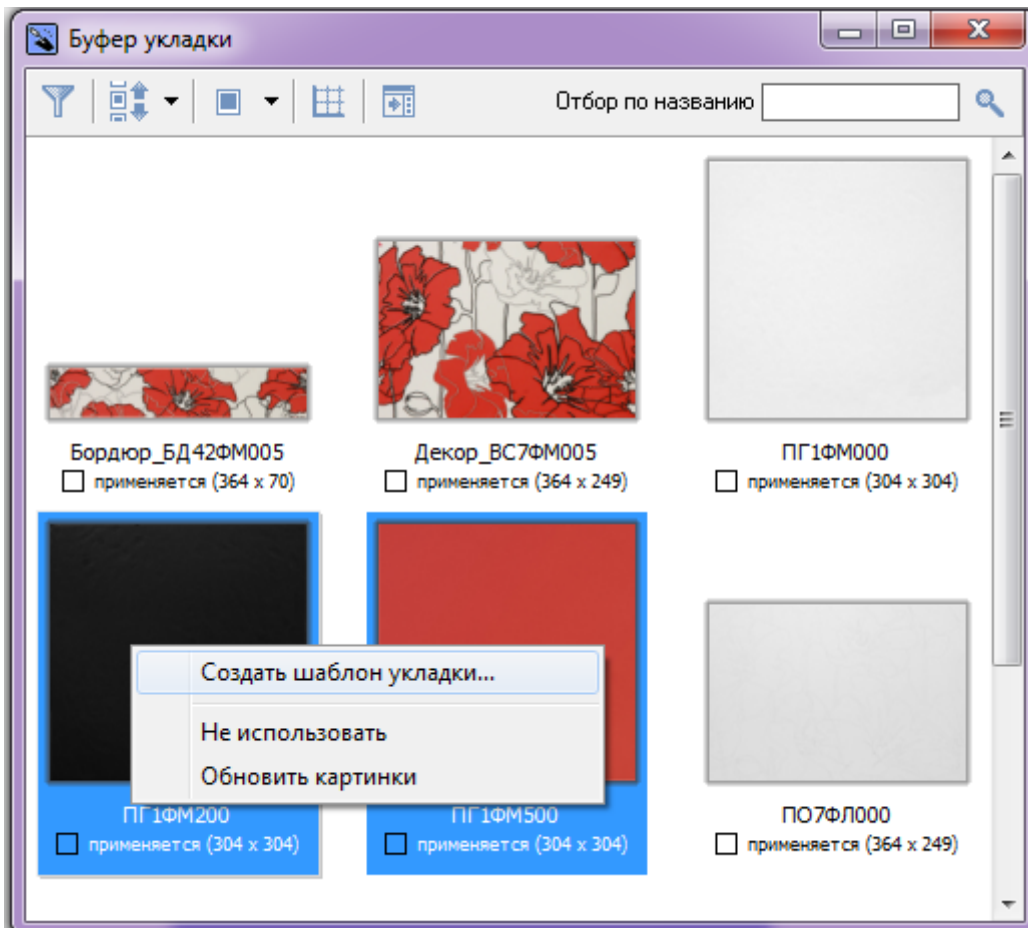 Буфер укладки
Отбор по названию
Бордюр_БД42ФМ005
применяется (364 x 70)
Декор_ВС7ФМ005
применяется (364 x 249)
ПГ1ФМ000
применяется (304 x 304)
Создать шаблон укладки...
Не использовать
Обновить картинки
ПГ1ФМ200
применяется (304 x 304)
ПГ1ФМ500
применяется (304 x 304)
ПО7ФЛ000
применяется (364 x 249)